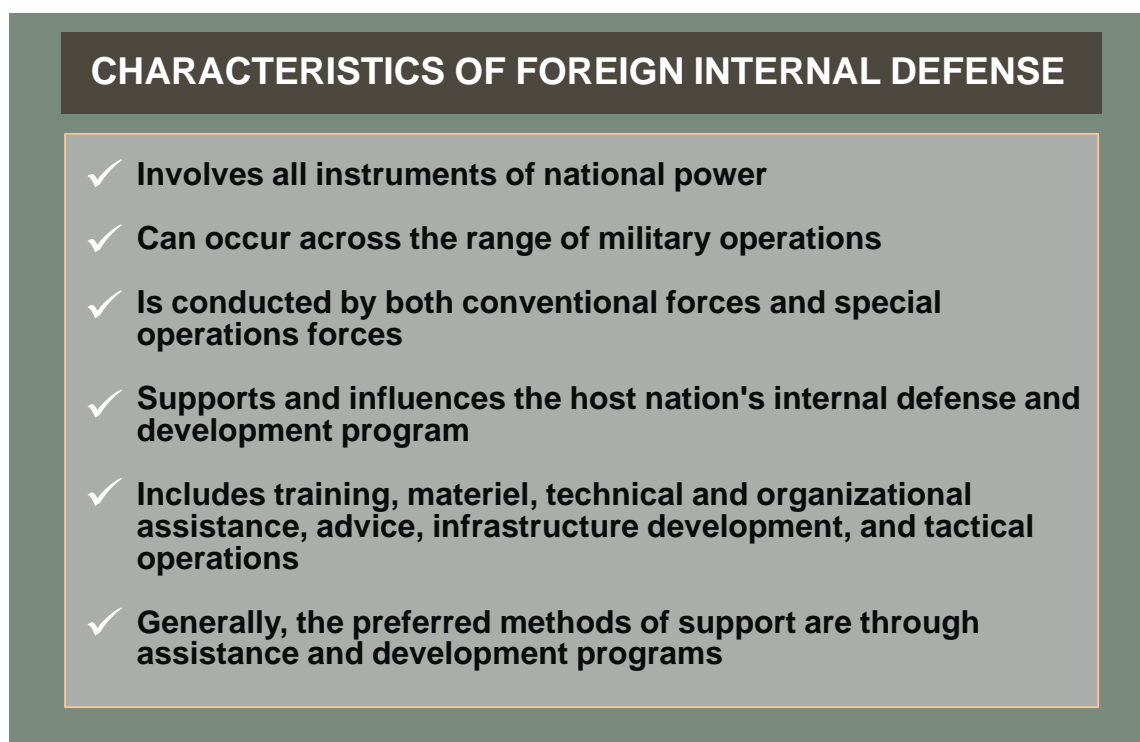 CHARACTERISTICS OF FOREIGN INTERNAL DEFENSE
Involves all instruments of national power
Can occur across the range of military operations
Is conducted by both conventional forces and special
operations forces
Supports and influences the host nation's internal defense and
development program
Includes training, materiel, technical and organizational
assistance, advice, infrastructure development, and tactical
operations
Generally, the preferred methods of support are through
assistance and development programs